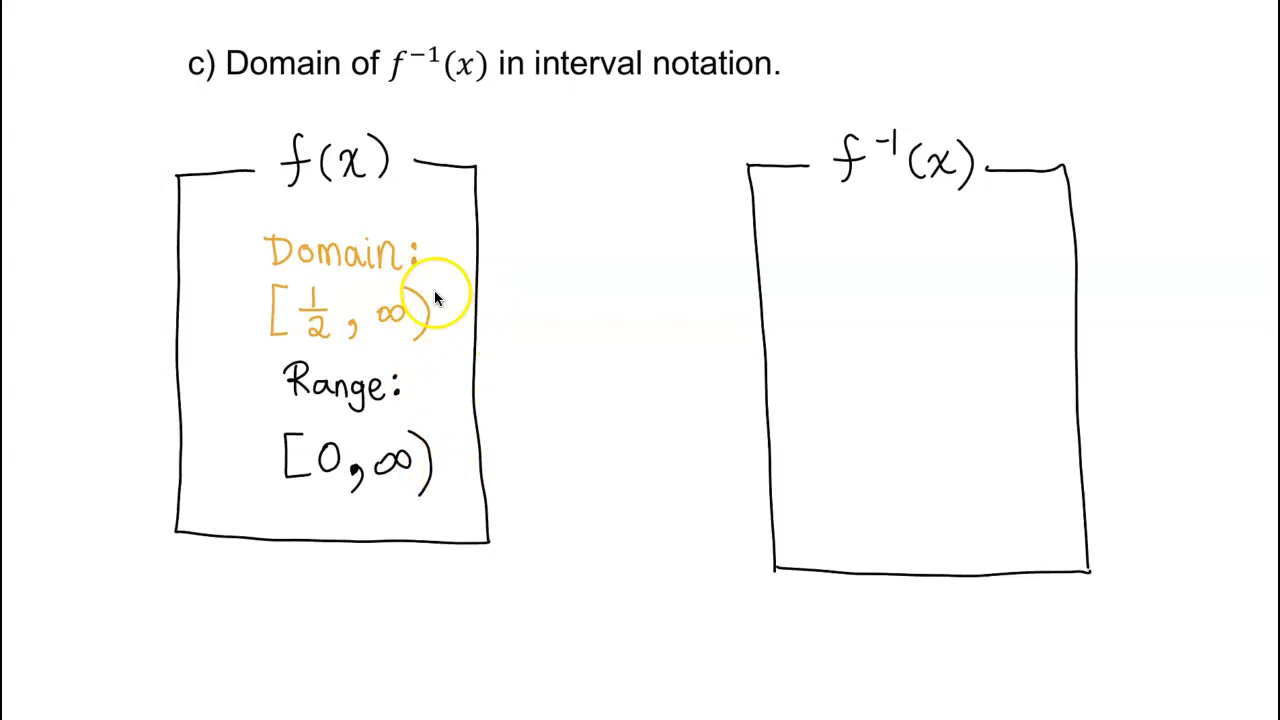 c) Domain of f⁻¹(x) in interval notation.
f(x)
Domain:
[1/2, ∞)
Range:
[0, ∞)
f⁻¹(x)